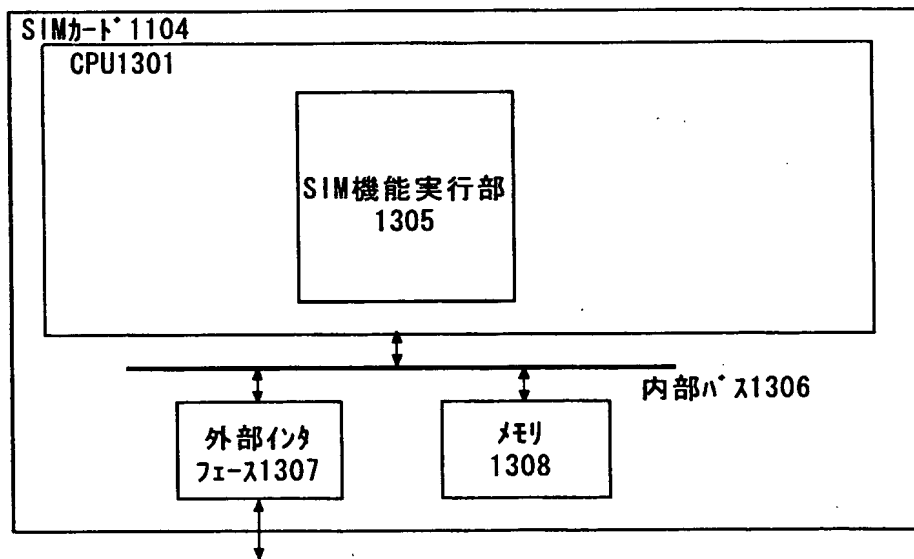 SIMｶｰﾄﾞ1104
CPU1301
SIM機能実行部
1305
内部ﾊﾞｽ1306
外部ｲﾝﾀ
ﾌｪｰｽ1307
ﾒﾓﾘ
1308